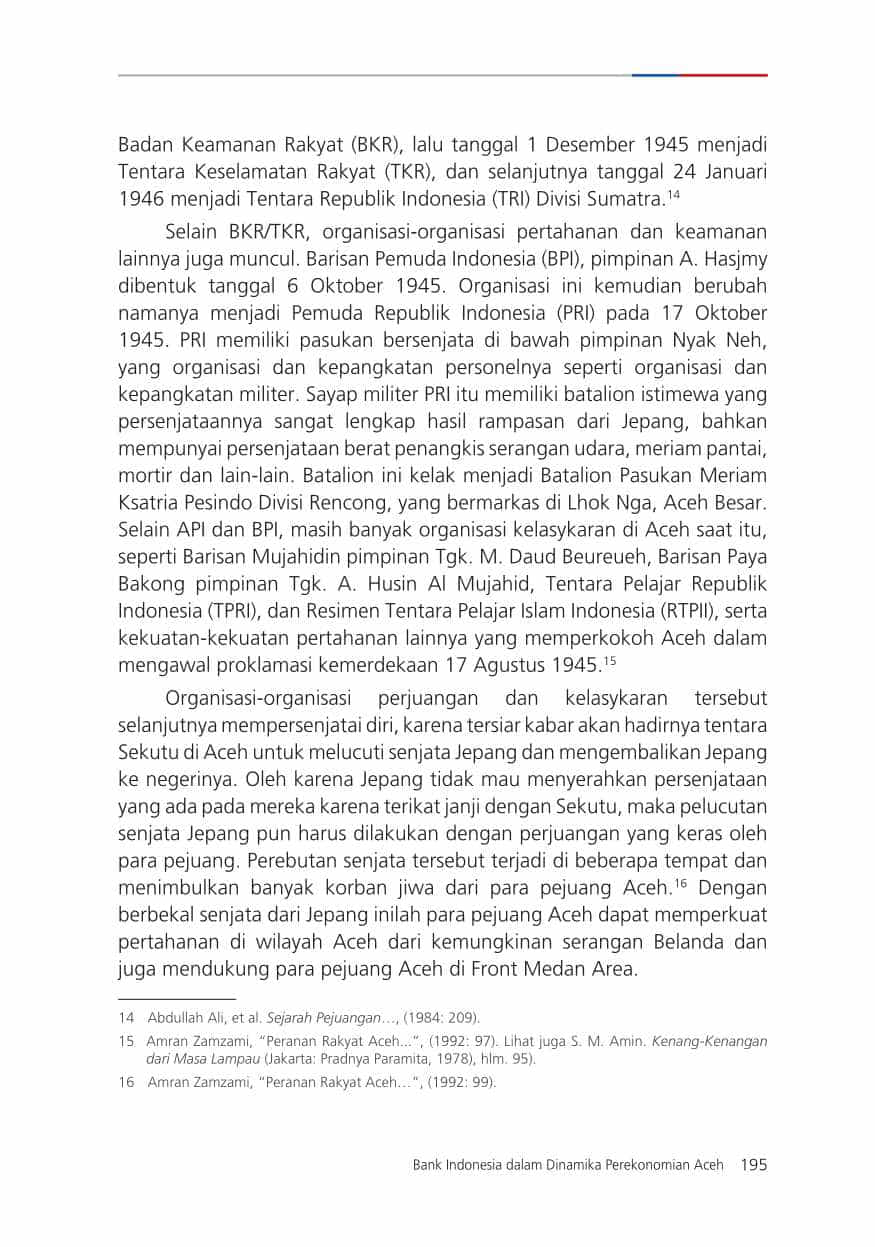 Badan Keamanan Rakyat (BKR), lalu tanggal 1 Desember 1945 menjadi
Tentara Keselamatan Rakyat (TKR), dan selanjutnya tanggal 24 Januari
1946 menjadi Tentara Republik Indonesia (TRI) Divisi Sumatra.14
Selain BKR/TKR, organisasi-organisasi pertahanan dan keamanan
lainnya juga muncul. Barisan Pemuda Indonesia (BPI), pimpinan A. Hasjmy
dibentuk tanggal 6 Oktober 1945. Organisasi ini kemudian berubah
namanya menjadi Pemuda Republik Indonesia (PRI) pada 17 Oktober
1945. PRI memiliki pasukan bersenjata di bawah pimpinan Nyak Neh,
yang organisasi dan kepangkatan personelnya seperti organisasi dan
kepangkatan militer. Sayap militer PRI itu memiliki batalion istimewa yang
persenjataannya sangat lengkap hasil rampasan dari Jepang, bahkan
mempunyai persenjataan berat penangkis serangan udara, meriam pantai,
mortir dan lain-lain. Batalion ini kelak menjadi Batalion Pasukan Meriam
Ksatria Pesindo Divisi Rencong, yang bermarkas di Lhok Nga, Aceh Besar.
Selain API dan BPI, masih banyak organisasi kelasykaran di Aceh saat itu,
seperti Barisan Mujahidin pimpinan Tgk. M. Daud Beureueh, Barisan Paya
Bakong pimpinan Tgk. A. Husin Al Mujahid, Tentara Pelajar Republik
Indonesia (TPRI), dan Resimen Tentara Pelajar Islam Indonesia (RTPII), serta
kekuatan-kekuatan pertahanan lainnya yang memperkokoh Aceh dalam
mengawal proklamasi kemerdekaan 17 Agustus 1945.15
Organisasi-organisasi perjuangan dan kelasykaran tersebut
selanjutnya mempersenjatai diri, karena tersiar kabar akan hadirnya tentara
Sekutu di Aceh untuk melucuti senjata Jepang dan mengembalikan Jepang
ke negerinya. Oleh karena Jepang tidak mau menyerahkan persenjataan
yang ada pada mereka karena terikat janji dengan Sekutu, maka pelucutan
senjata Jepang pun harus dilakukan dengan perjuangan yang keras oleh
para pejuang. Perebutan senjata tersebut terjadi di beberapa tempat dan
menimbulkan banyak korban jiwa dari para pejuang Aceh.16 Dengan
berbekal senjata dari Jepang inilah para pejuang Aceh dapat memperkuat
pertahanan di wilayah Aceh dari kemungkinan serangan Belanda dan
juga mendukung para pejuang Aceh di Front Medan Area.
14 Abdullah Ali, et al. Sejarah Pejuangan…, (1984: 209).
15 Amran Zamzami, “Peranan Rakyat Aceh...”, (1992: 97). Lihat juga S. M. Amin. Kenang-Kenangan
dari Masa Lampau (Jakarta: Pradnya Paramita, 1978), hlm. 95).
16 Amran Zamzami, “Peranan Rakyat Aceh…”, (1992: 99).
Bank Indonesia dalam Dinamika Perekonomian Aceh 195